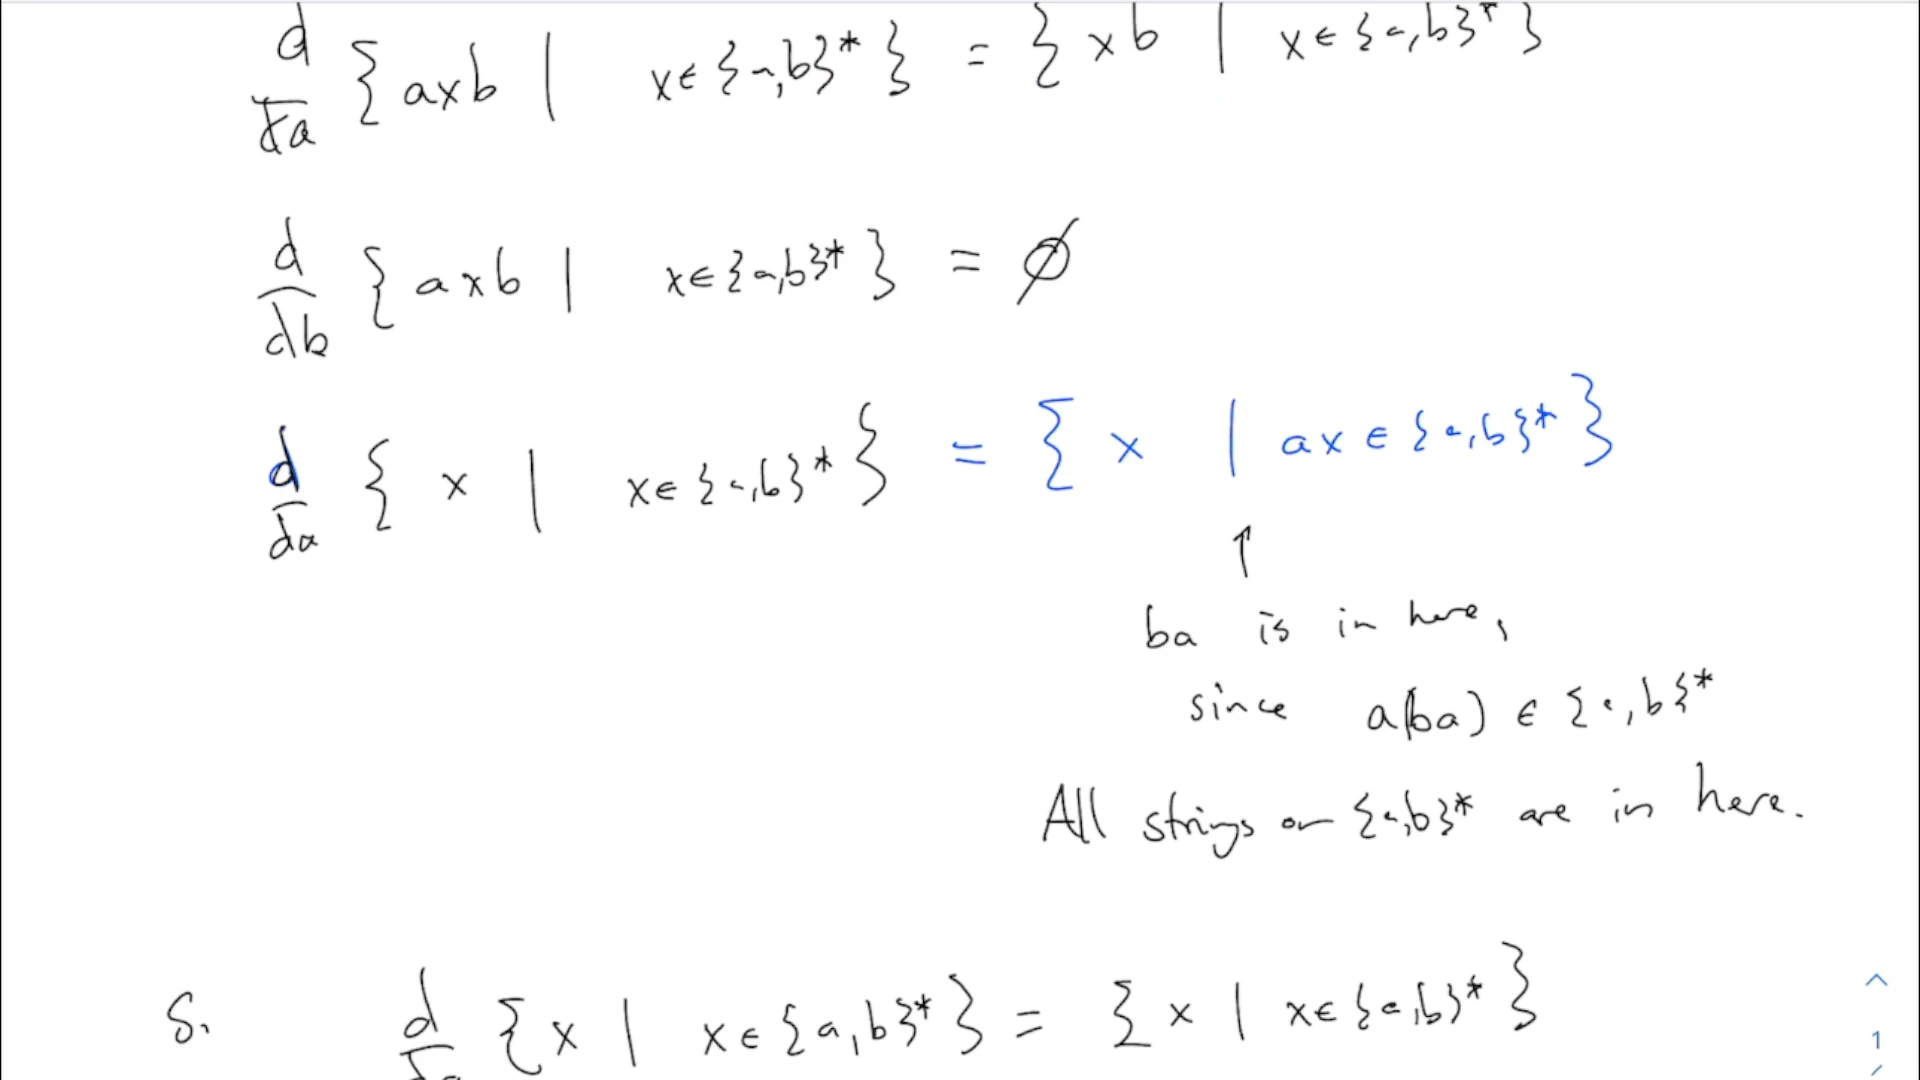 d/da {axb | x∈{a,b}*} = {xb | x∈{a,b}*}
d/db {axb | x∈{a,b}*} = ∅
d/da {x | x∈{a,b}*} = {x | ax∈{a,b}*}
↑
ba is in here,
since a(ba) ∈ {a,b}*
All strings on {a,b}* are in here.
So d/da {x | x∈{a,b}*} = {x | x∈{a,b}*}
1